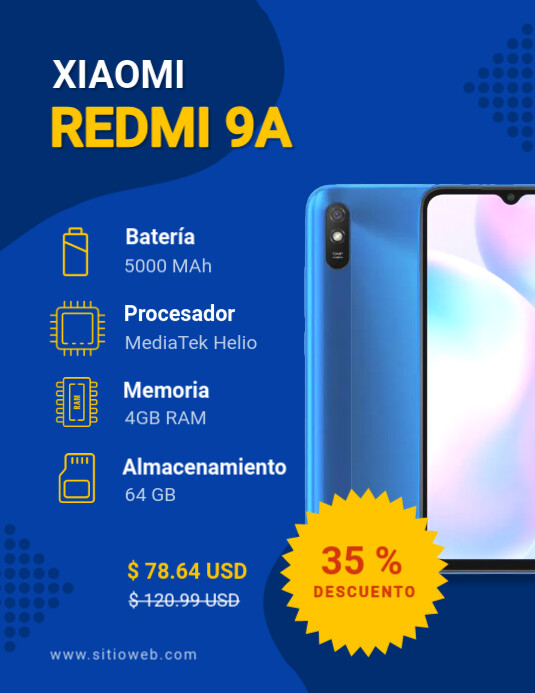 XIAOMI
REDMI 9A
Batería
5000 MAh
Procesador
MediaTek Helio
RAM
Memoria
4GB RAM
Almacenamiento
64 GB
$ 78.64 USD
$ 120.99 USD
35 %
DESCUENTO
www.sitioweb.com